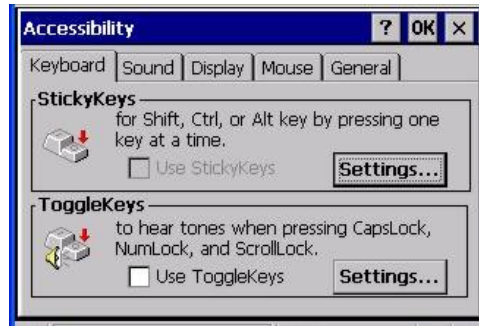 Accessibility ? OK ×
Keyboard Sound Display Mouse General
StickyKeys
for Shift, Ctrl, or Alt key by pressing one
key at a time.
Use StickyKeys Settings...
ToggleKeys
to hear tones when pressing CapsLock,
NumLock, and ScrollLock.
Use ToggleKeys Settings...